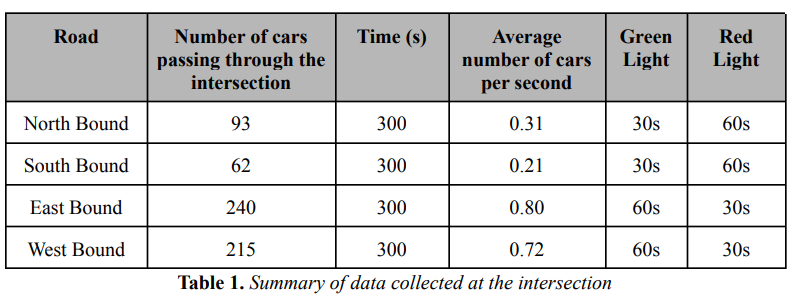 Road Number of cars passing through the intersection Time (s) Average number of cars per second Green Light Red Light
North Bound 93 300 0.31 30s 60s
South Bound 62 300 0.21 30s 60s
East Bound 240 300 0.80 60s 30s
West Bound 215 300 0.72 60s 30s
Table 1. Summary of data collected at the intersection